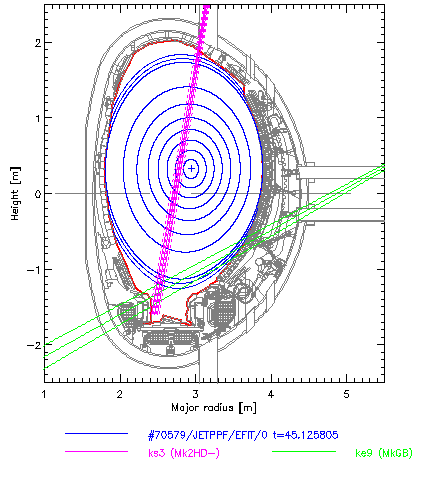 2
1
0
-1
-2
Height [m]
1 2 3 4 5
Major radius [m]
#70579/JETPPF/EFIT/0 t=45.125805
ks3 (Mk2HD-) ke9 (MkGB)